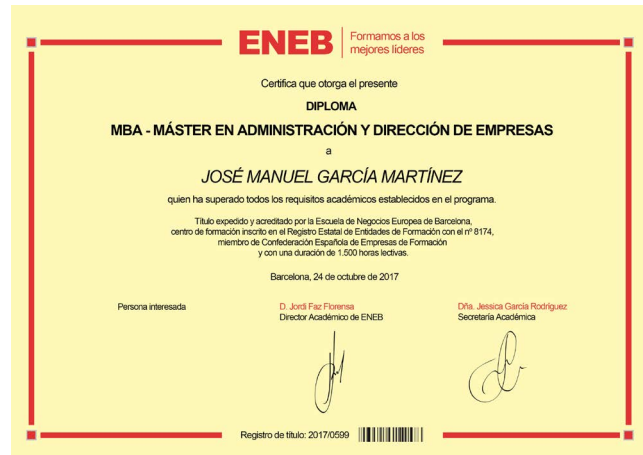 ENEB
Formamos a los
mejores líderes
Certifica que otorga el presente
DIPLOMA
MBA - MÁSTER EN ADMINISTRACIÓN Y DIRECCIÓN DE EMPRESAS
a
JOSÉ MANUEL GARCÍA MARTÍNEZ
quien ha superado todos los requisitos académicos establecidos en el programa.
Título expedido y acreditado por la Escuela de Negocios Europea de Barcelona,
centro de formación inscrito en el Registro Estatal de Entidades de Formación con el nº 8174,
miembro de Confederación Española de Empresas de Formación
y con una duración de 1.500 horas lectivas.
Barcelona, 24 de octubre de 2017
Persona interesada
D. Jordi Faz Florensa
Director Académico de ENEB
Dña. Jessica García Rodríguez
Secretaría Académica
Registro de título: 2017/0599